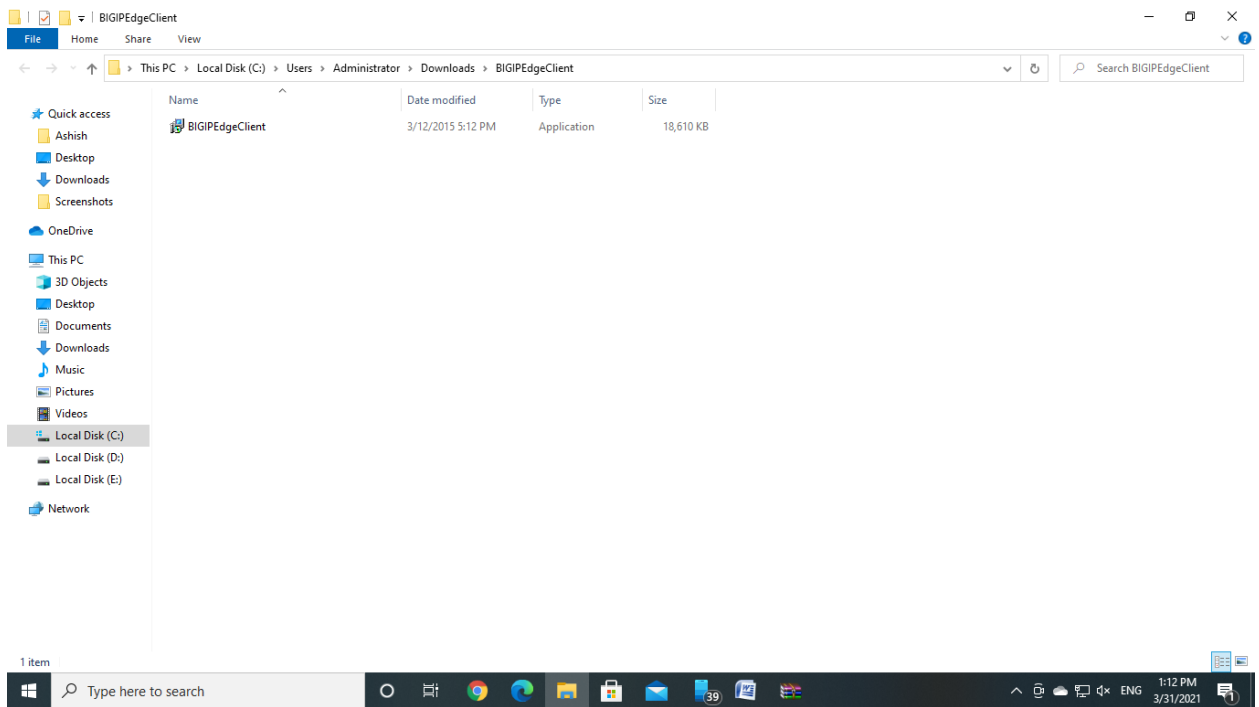 BIGIPEdgeClient
File Home Share View
This PC Local Disk (C:) Users Administrator Downloads BIGIPEdgeClient Search BIGIPEdgeClient
Name Date modified Type Size
BIGIPEdgeClient 3/12/2015 5:12 PM Application 18,610 KB
Quick access
Ashish
Desktop
Downloads
Screenshots
OneDrive
This PC
3D Objects
Desktop
Documents
Downloads
Music
Pictures
Videos
Local Disk (C:)
Local Disk (D:)
Local Disk (E:)
Network
1 item
Type here to search 39 ENG 1:12 PM
3/31/2021 1